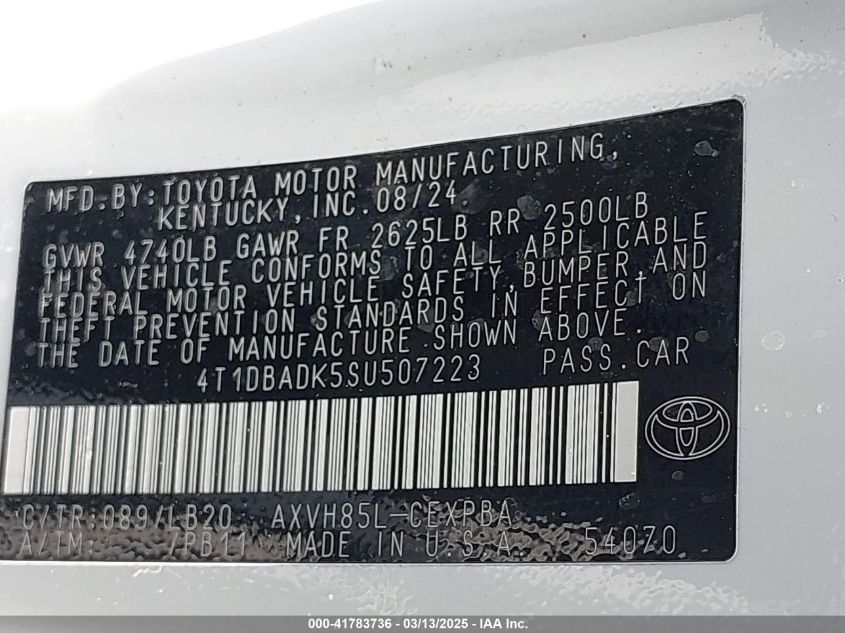 MFD. BY: TOYOTA MOTOR MANUFACTURING,
KENTUCKY, INC. 08/24
GVWR 4740LB GAWR FR 2625LB RR 2500LB
THIS VEHICLE CONFORMS TO ALL APPLICABLE
FEDERAL MOTOR VEHICLE SAFETY, BUMPER, AND
THEFT PREVENTION STANDARDS IN EFFECT ON
THE DATE OF MANUFACTURE SHOWN ABOVE.
4T1DBADK5SU507223 PASS. CAR
C/TR: 089/LB20 AXVH85L-CEXPBA
A/TM: 7PB11 MADE IN U.S.A. 54070
000-41783736 - 03/13/2025 - IAA Inc.